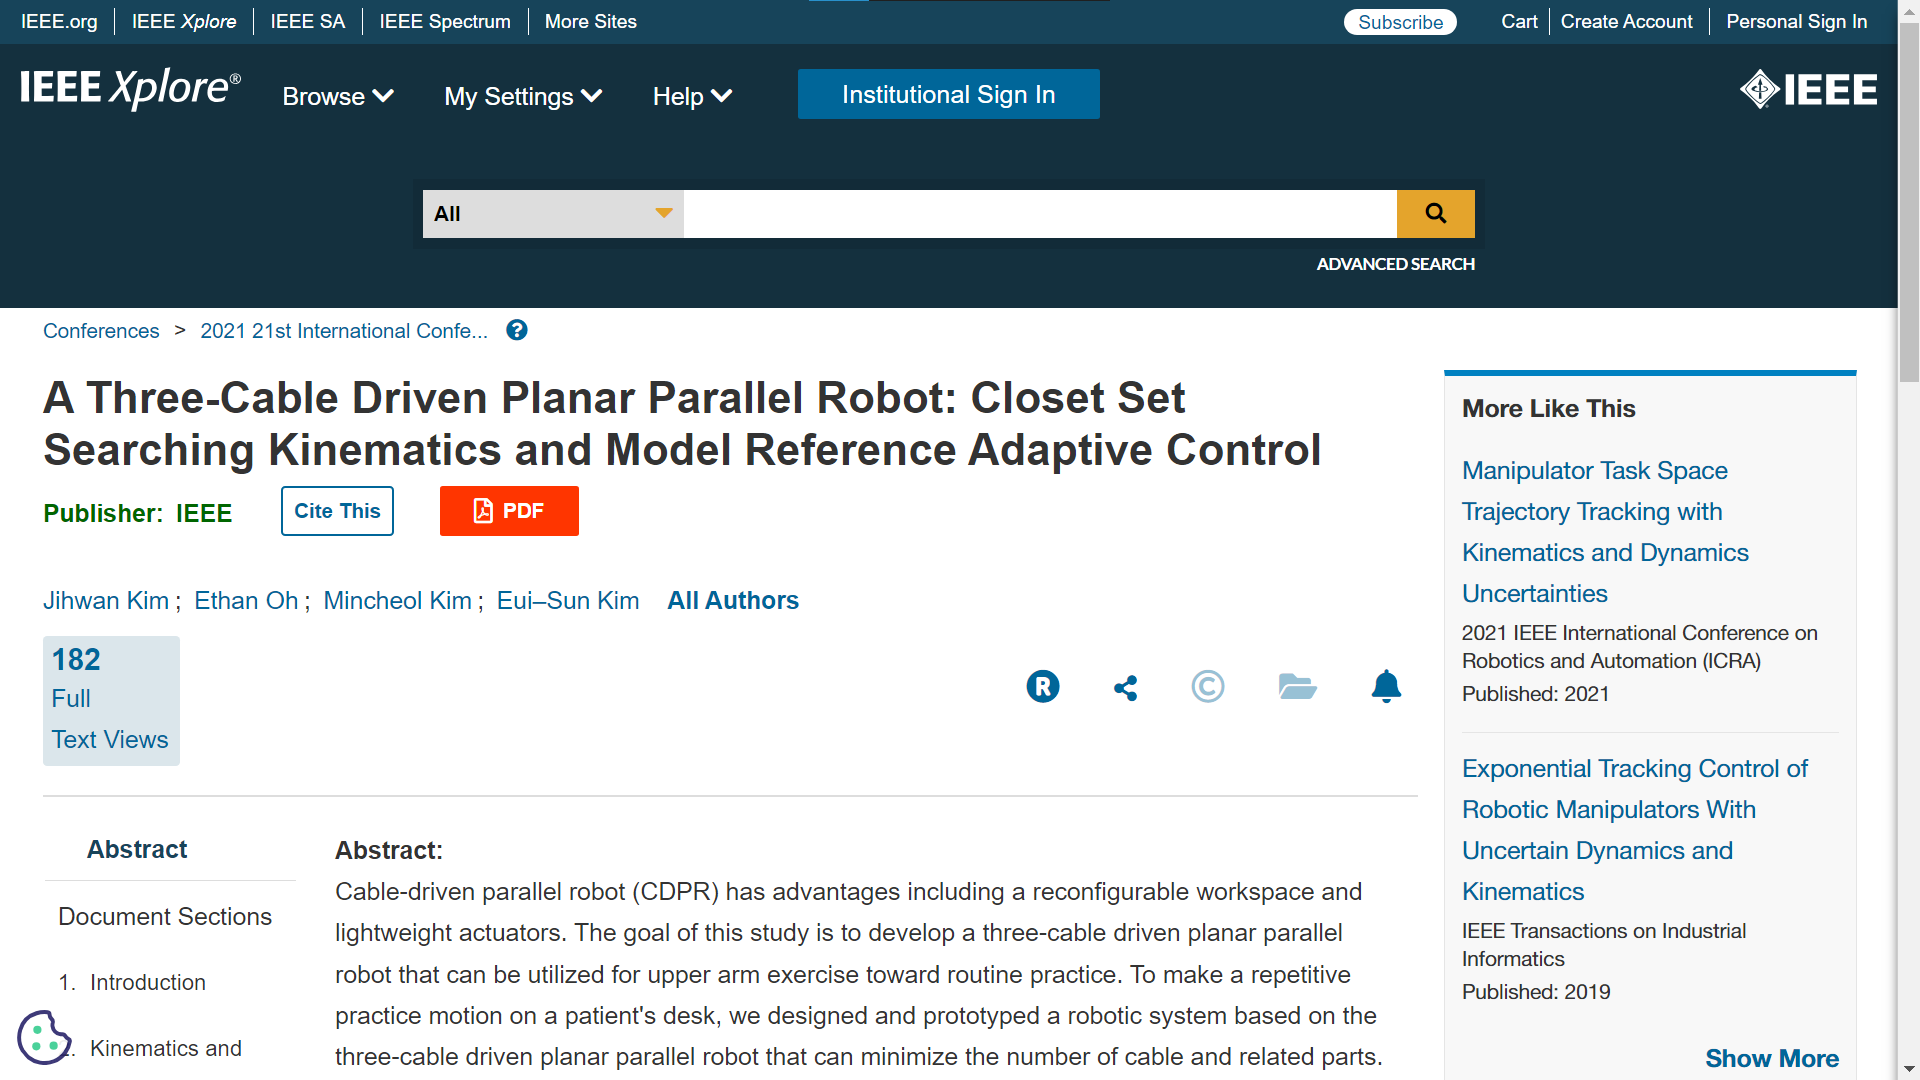 IEEE.org
IEEE Xplore
IEEE SA
IEEE Spectrum
More Sites
Subscribe
Cart
Create Account
Personal Sign In
IEEE Xplore®
Browse
My Settings
Help
Institutional Sign In
IEEE
All
ADVANCED SEARCH
Conferences > 2021 21st International Confe...
A Three-Cable Driven Planar Parallel Robot: Closet Set
Searching Kinematics and Model Reference Adaptive Control
Publisher: IEEE
Cite This
PDF
Jihwan Kim ; Ethan Oh ; Mincheol Kim ; Eui–Sun Kim All Authors
182
Full
Text Views
R
©
Abstract
Document Sections
1. Introduction
2. Kinematics and
Abstract:
Cable-driven parallel robot (CDPR) has advantages including a reconfigurable workspace and
lightweight actuators. The goal of this study is to develop a three-cable driven planar parallel
robot that can be utilized for upper arm exercise toward routine practice. To make a repetitive
practice motion on a patient's desk, we designed and prototyped a robotic system based on the
three-cable driven planar parallel robot that can minimize the number of cable and related parts.
More Like This
Manipulator Task Space
Trajectory Tracking with
Kinematics and Dynamics
Uncertainties
2021 IEEE International Conference on
Robotics and Automation (ICRA)
Published: 2021
Exponential Tracking Control of
Robotic Manipulators With
Uncertain Dynamics and
Kinematics
IEEE Transactions on Industrial
Informatics
Published: 2019
Show More